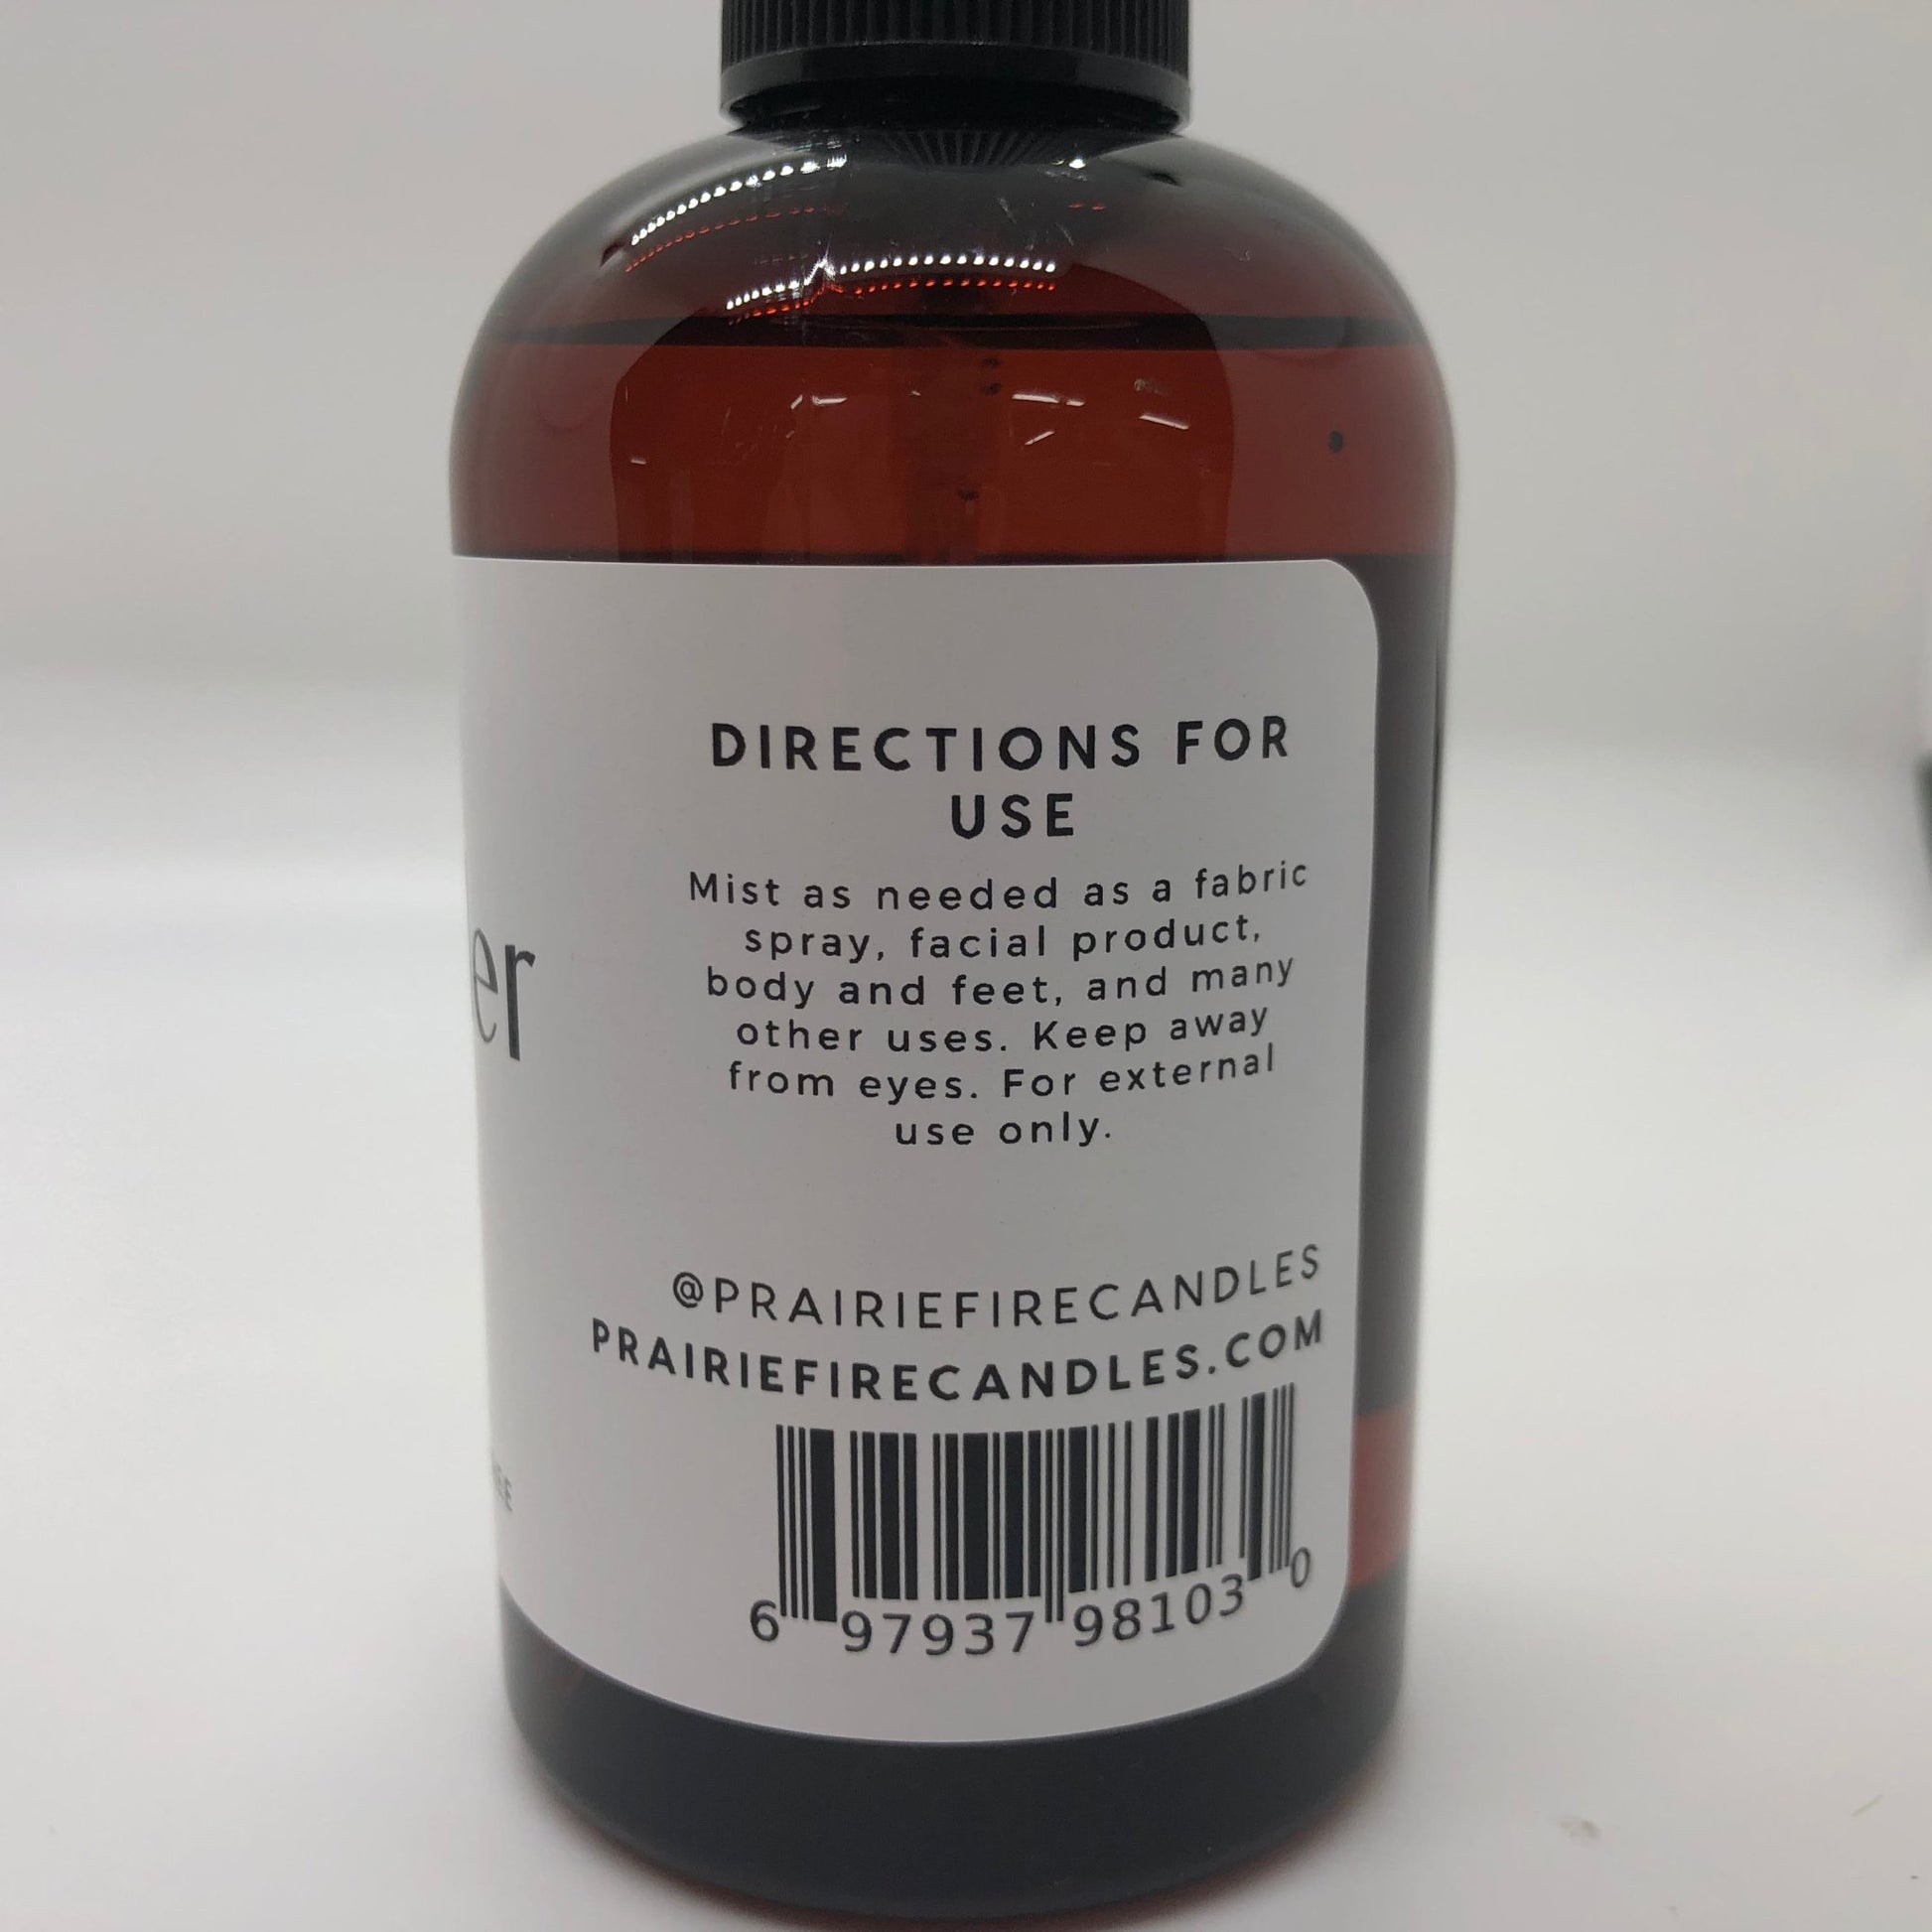 DIRECTIONS FOR
USE
Mist as needed as a fabric
spray, facial product,
body and feet, and many
other uses. Keep away
from eyes. For external
use only.
@PRAIRIEFIRECANDLES
PRAIRIEFIRECANDLES.COM
6 97937 98103 0
er